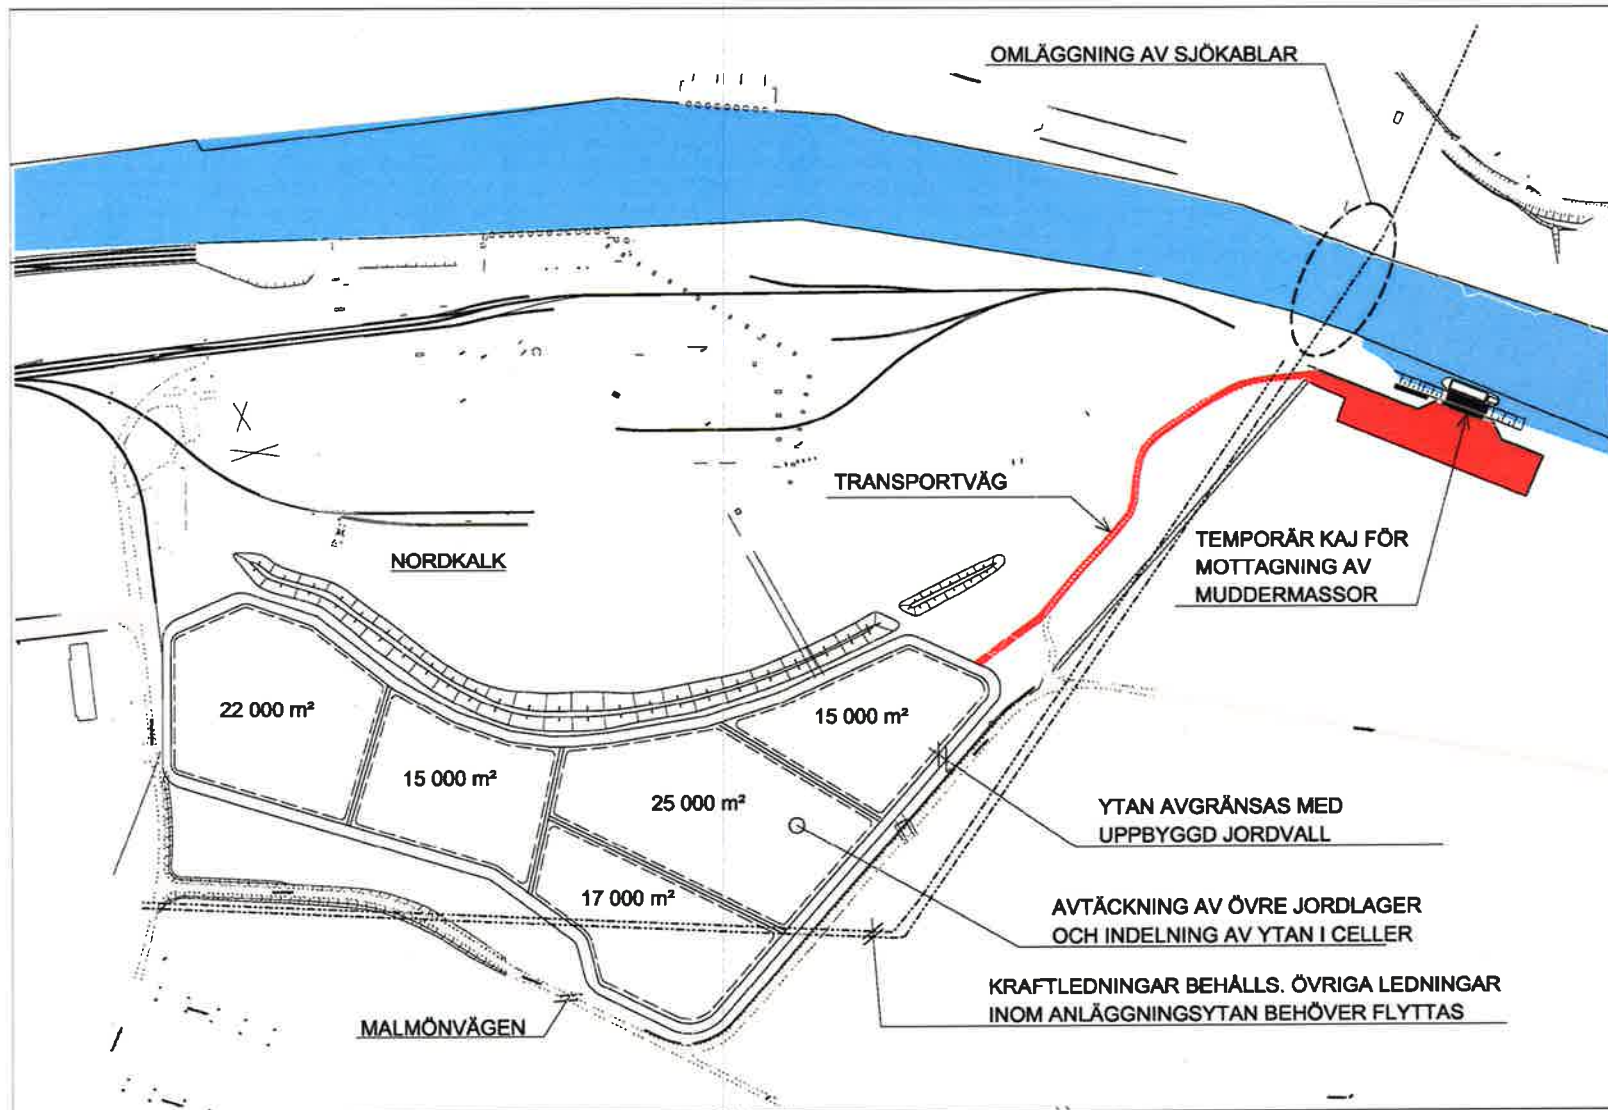 OMLÄGGNING AV SJÖKABLAR
TRANSPORTVÄG
TEMPORÄR KAJ FÖR
MOTTAGNING AV
MUDDERMASSOR
NORDKALK
22 000 m²
15 000 m²
15 000 m²
25 000 m²
17 000 m²
YTAN AVGRÄNSAS MED
UPPBYGGD JORDVALL
AVTÄCKNING AV ÖVRE JORDLAGER
OCH INDELNING AV YTAN I CELLER
KRAFTLEDNINGAR BEHÅLLS. ÖVRIGA LEDNINGAR
INOM ANLÄGGNINGSYTAN BEHÖVER FLYTTAS
MALMÖNVÄGEN